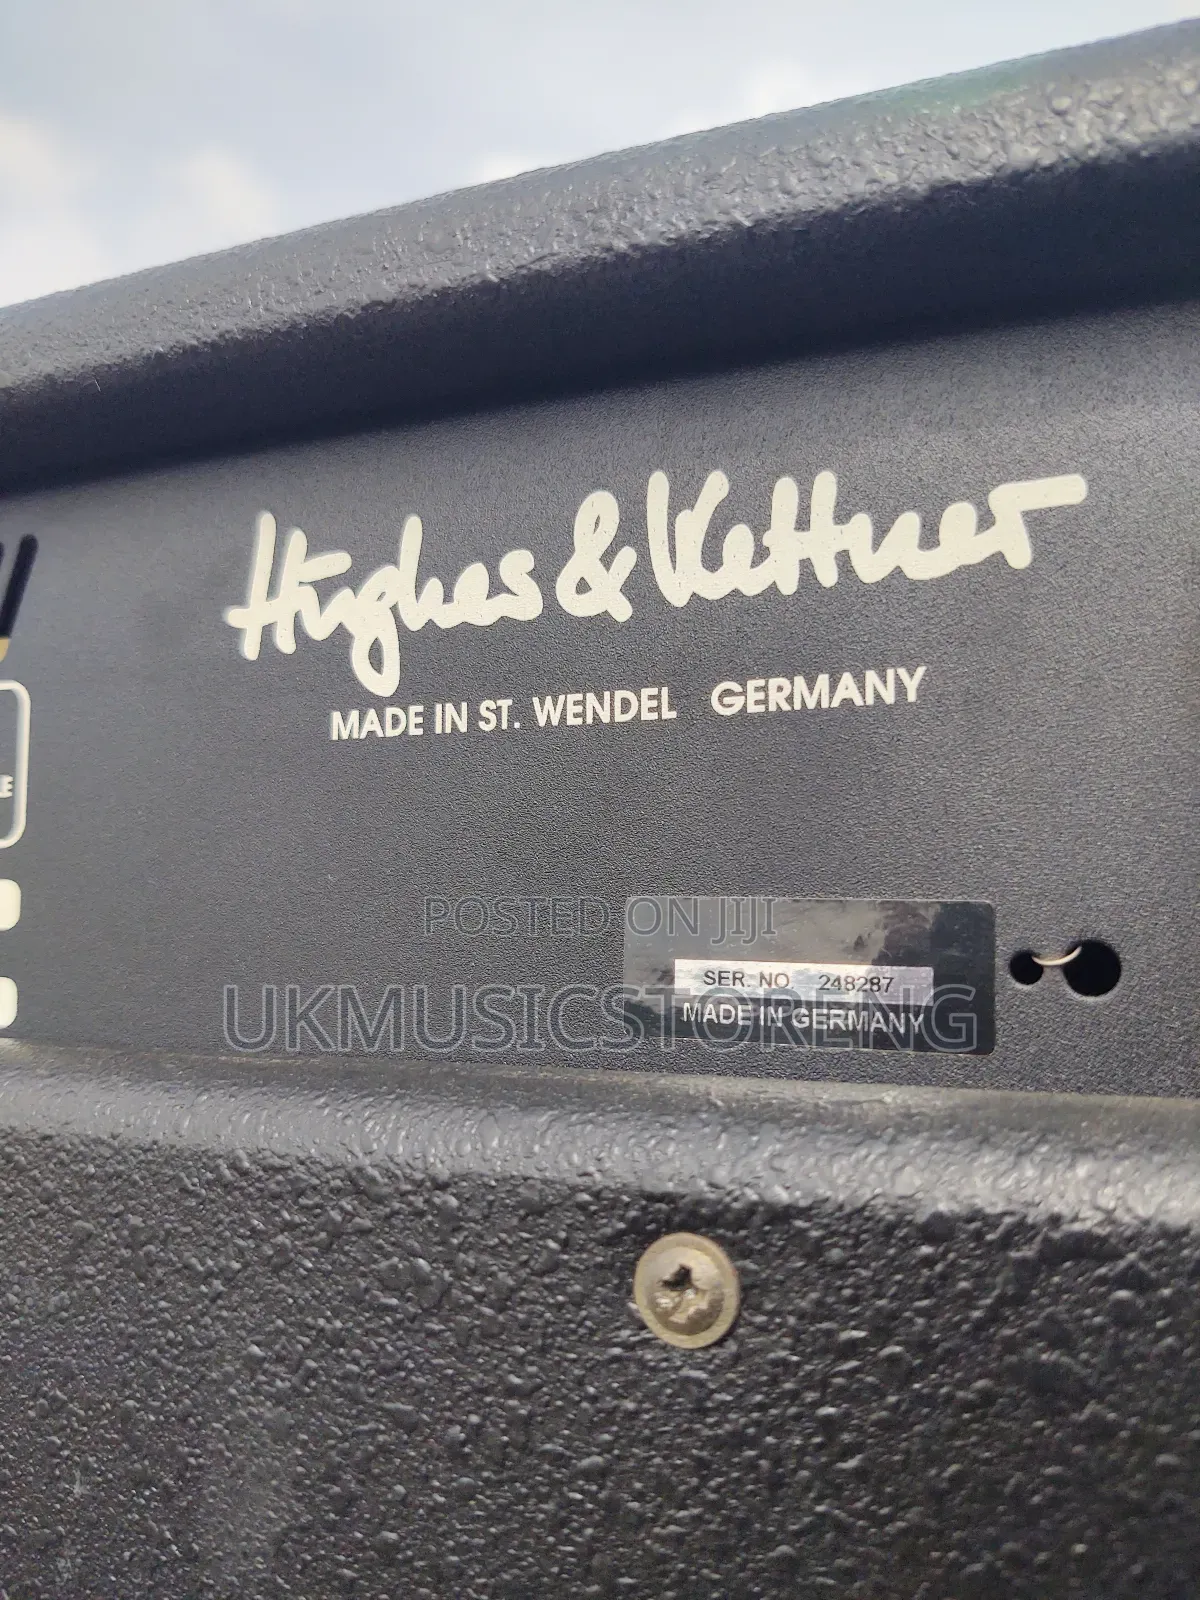 Hughes & Kettner
MADE IN ST. WENDEL GERMANY
POSTED ON JIJI
SER. NO. 248287
MADE IN GERMANY
UKMUSICSTORENG